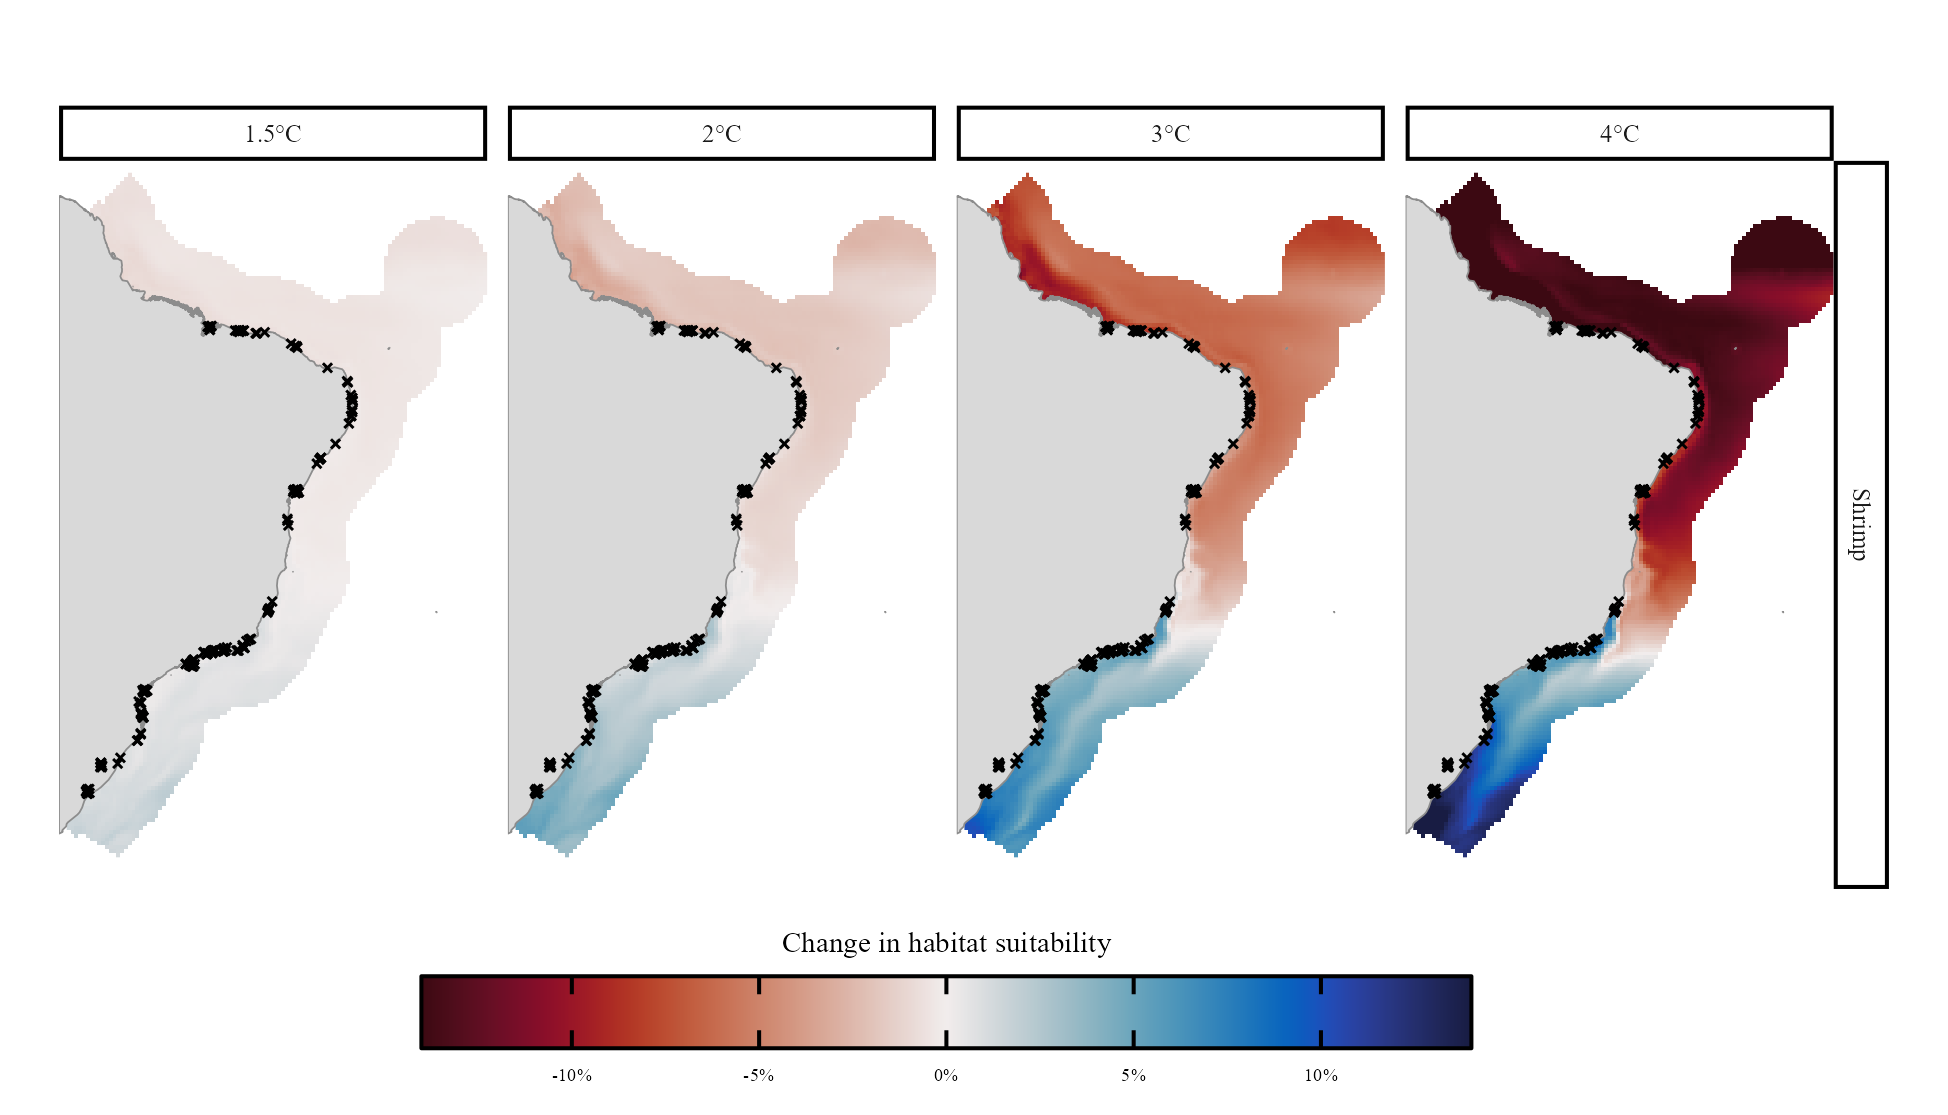 1.5°C
2°C
3°C
4°C
Shrimp
Change in habitat suitability
-10%
-5%
0%
5%
10%